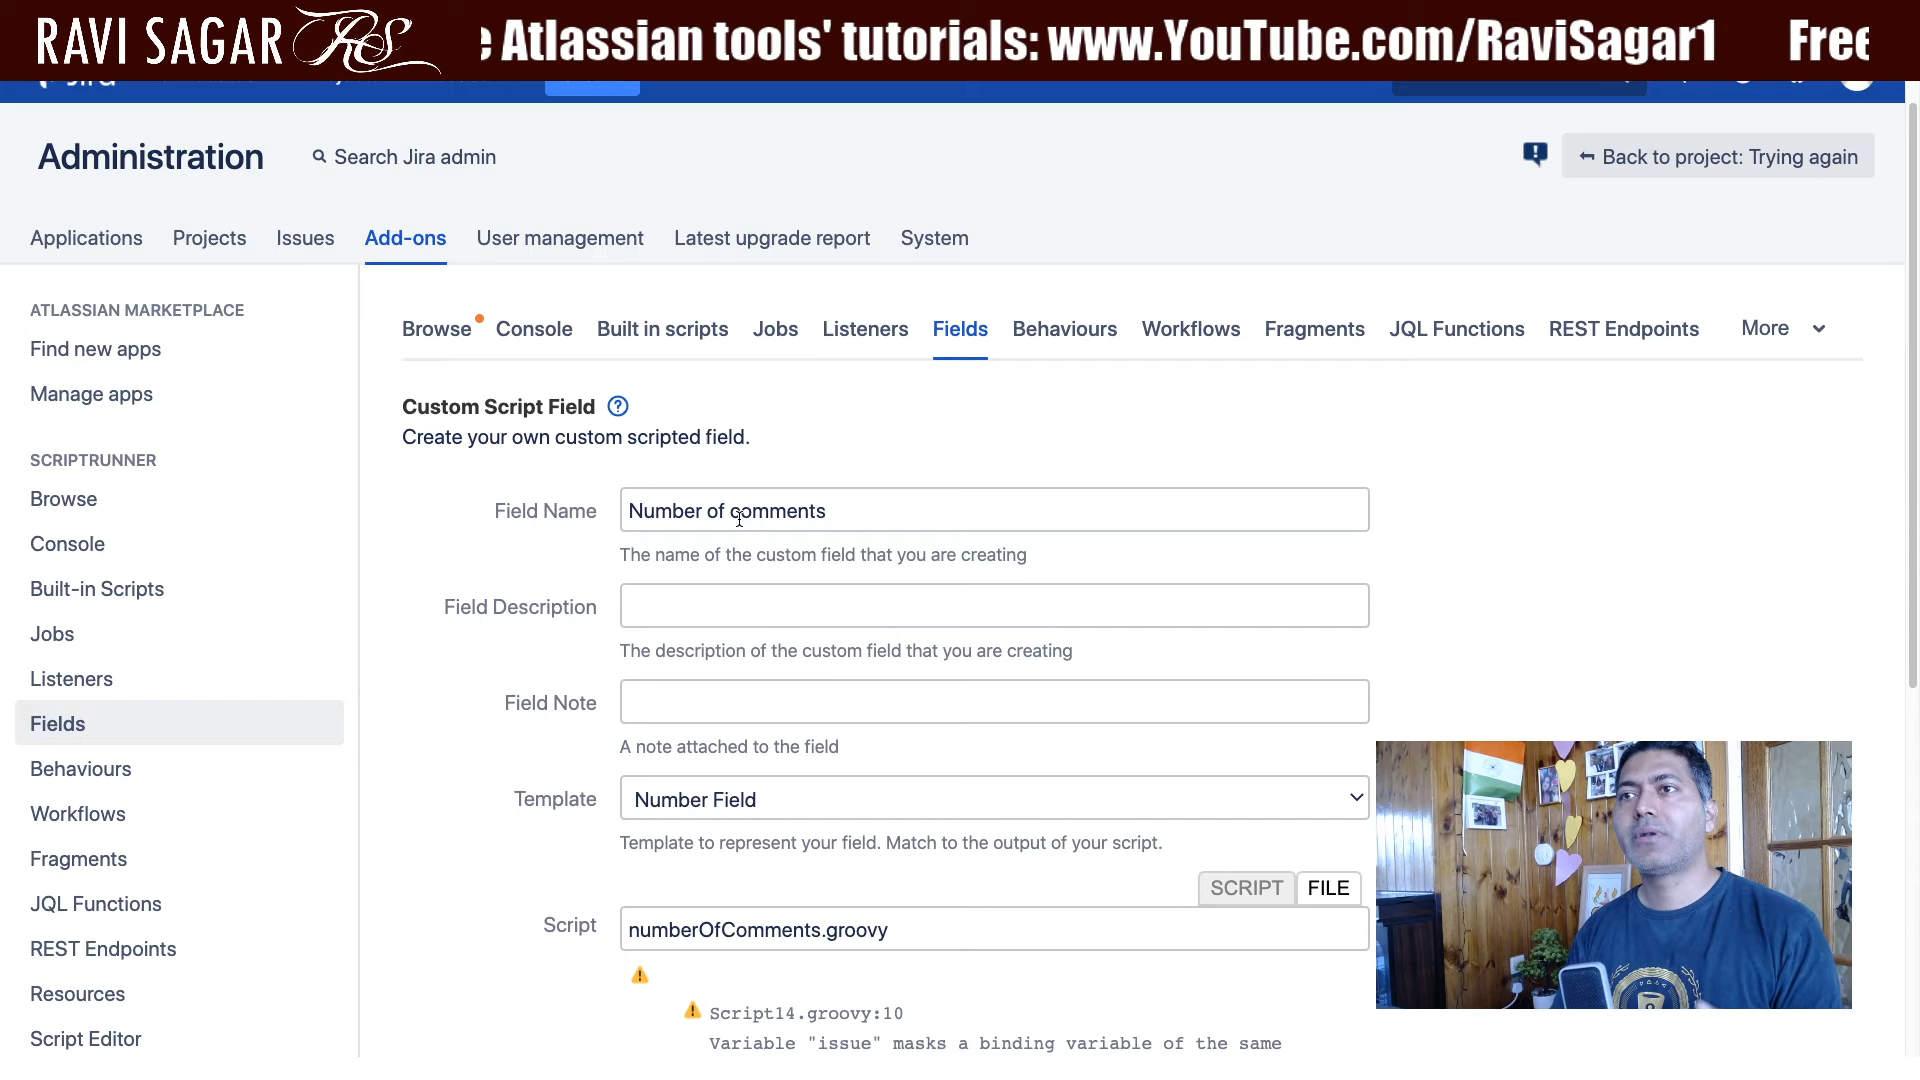 RAVI SAGAR RS
Atlassian tools' tutorials: www.YouTube.com/RaviSagar1 Free
Administration
Search Jira admin
Back to project: Trying again
Applications Projects Issues Add-ons User management Latest upgrade report System
ATLASSIAN MARKETPLACE
Find new apps
Manage apps
SCRIPTRUNNER
Browse
Console
Built-in Scripts
Jobs
Listeners
Fields
Behaviours
Workflows
Fragments
JQL Functions
REST Endpoints
Resources
Script Editor
Browse Console Built in scripts Jobs Listeners Fields Behaviours Workflows Fragments JQL Functions REST Endpoints More
Custom Script Field ?
Create your own custom scripted field.
Field Name Number of comments
The name of the custom field that you are creating
Field Description
The description of the custom field that you are creating
Field Note
A note attached to the field
Template Number Field
Template to represent your field. Match to the output of your script.
SCRIPT FILE
Script numberOfComments.groovy
Script14.groovy:10
Variable "issue" masks a binding variable of the same